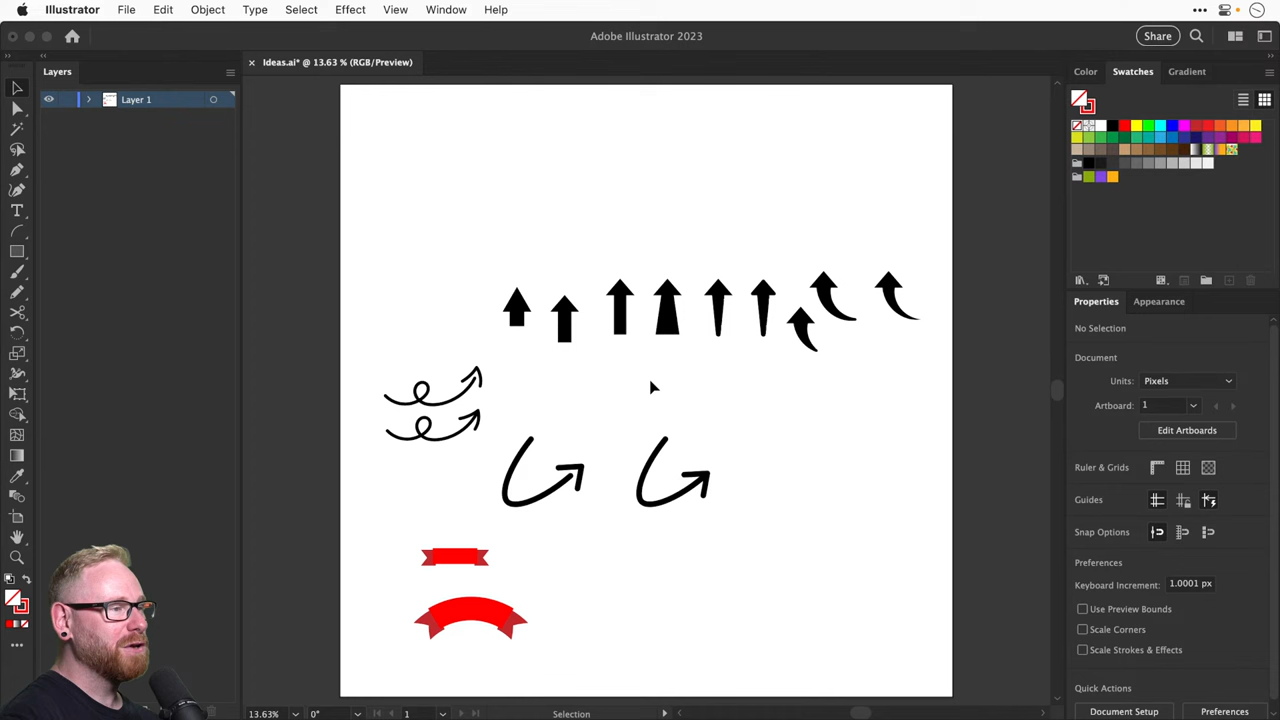 Illustrator File Edit Object Type Select Effect View Window Help
Adobe Illustrator 2023
Share
Layers
Ideas.ai* @ 13.63 % (RGB/Preview)
Color Swatches Gradient
Layer 1
Properties Appearance
No Selection
Document
Units: Pixels
Artboard: 1
Edit Artboards
Ruler & Grids
Guides
Snap Options
Preferences
Keyboard Increment: 1.0001 px
Use Preview Bounds
Scale Corners
Scale Strokes & Effects
Quick Actions
Document Setup Preferences
13.63% 0° 1 Selection